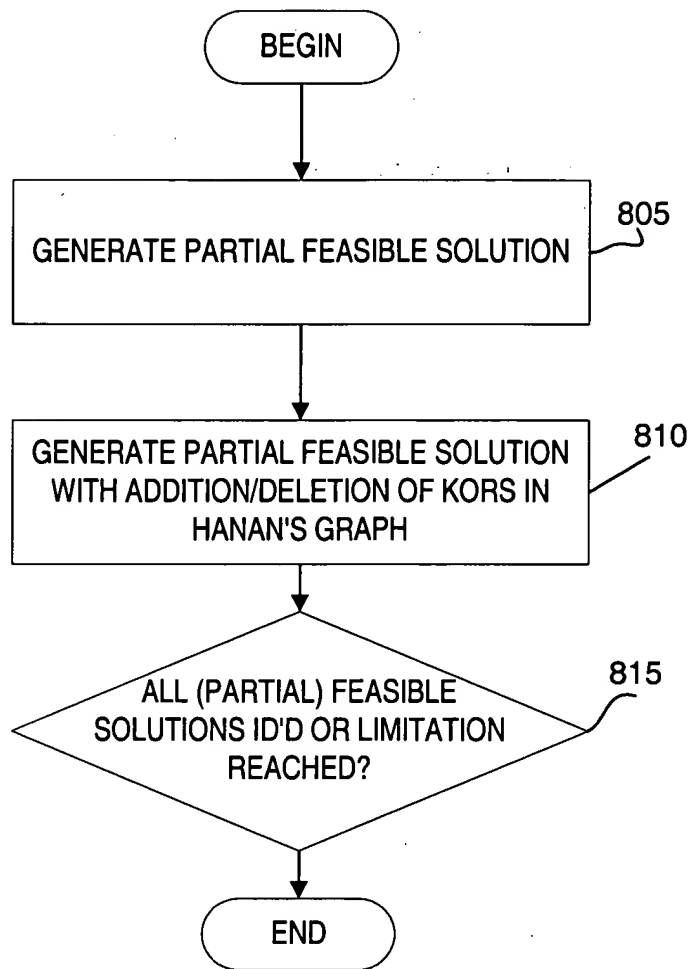 BEGIN
GENERATE PARTIAL FEASIBLE SOLUTION
805
GENERATE PARTIAL FEASIBLE SOLUTION
WITH ADDITION/DELETION OF KORS IN
HANAN'S GRAPH
810
ALL (PARTIAL) FEASIBLE
SOLUTIONS ID'D OR LIMITATION
REACHED?
815
END